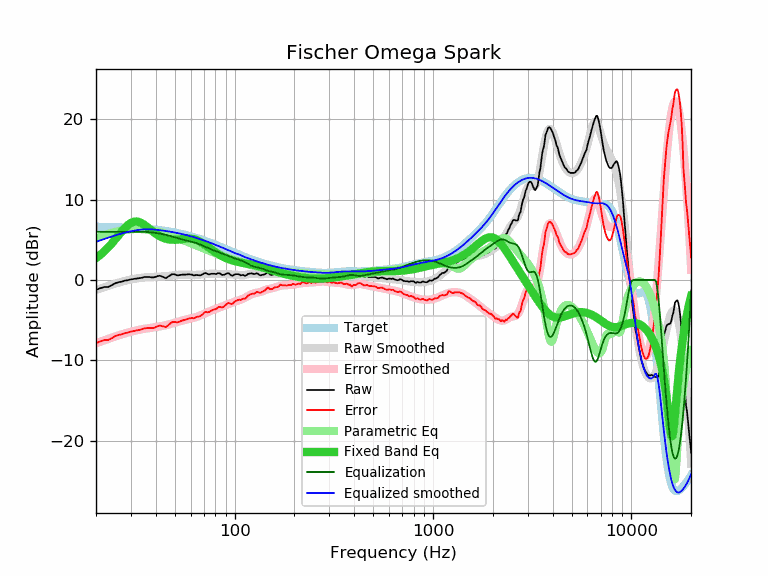 Fischer Omega Spark
20
10
0
−10
−20
Amplitude (dBr)
Target
Raw Smoothed
Error Smoothed
Raw
Error
Parametric Eq
Fixed Band Eq
Equalization
Equalized smoothed
100
1000
10000
Frequency (Hz)